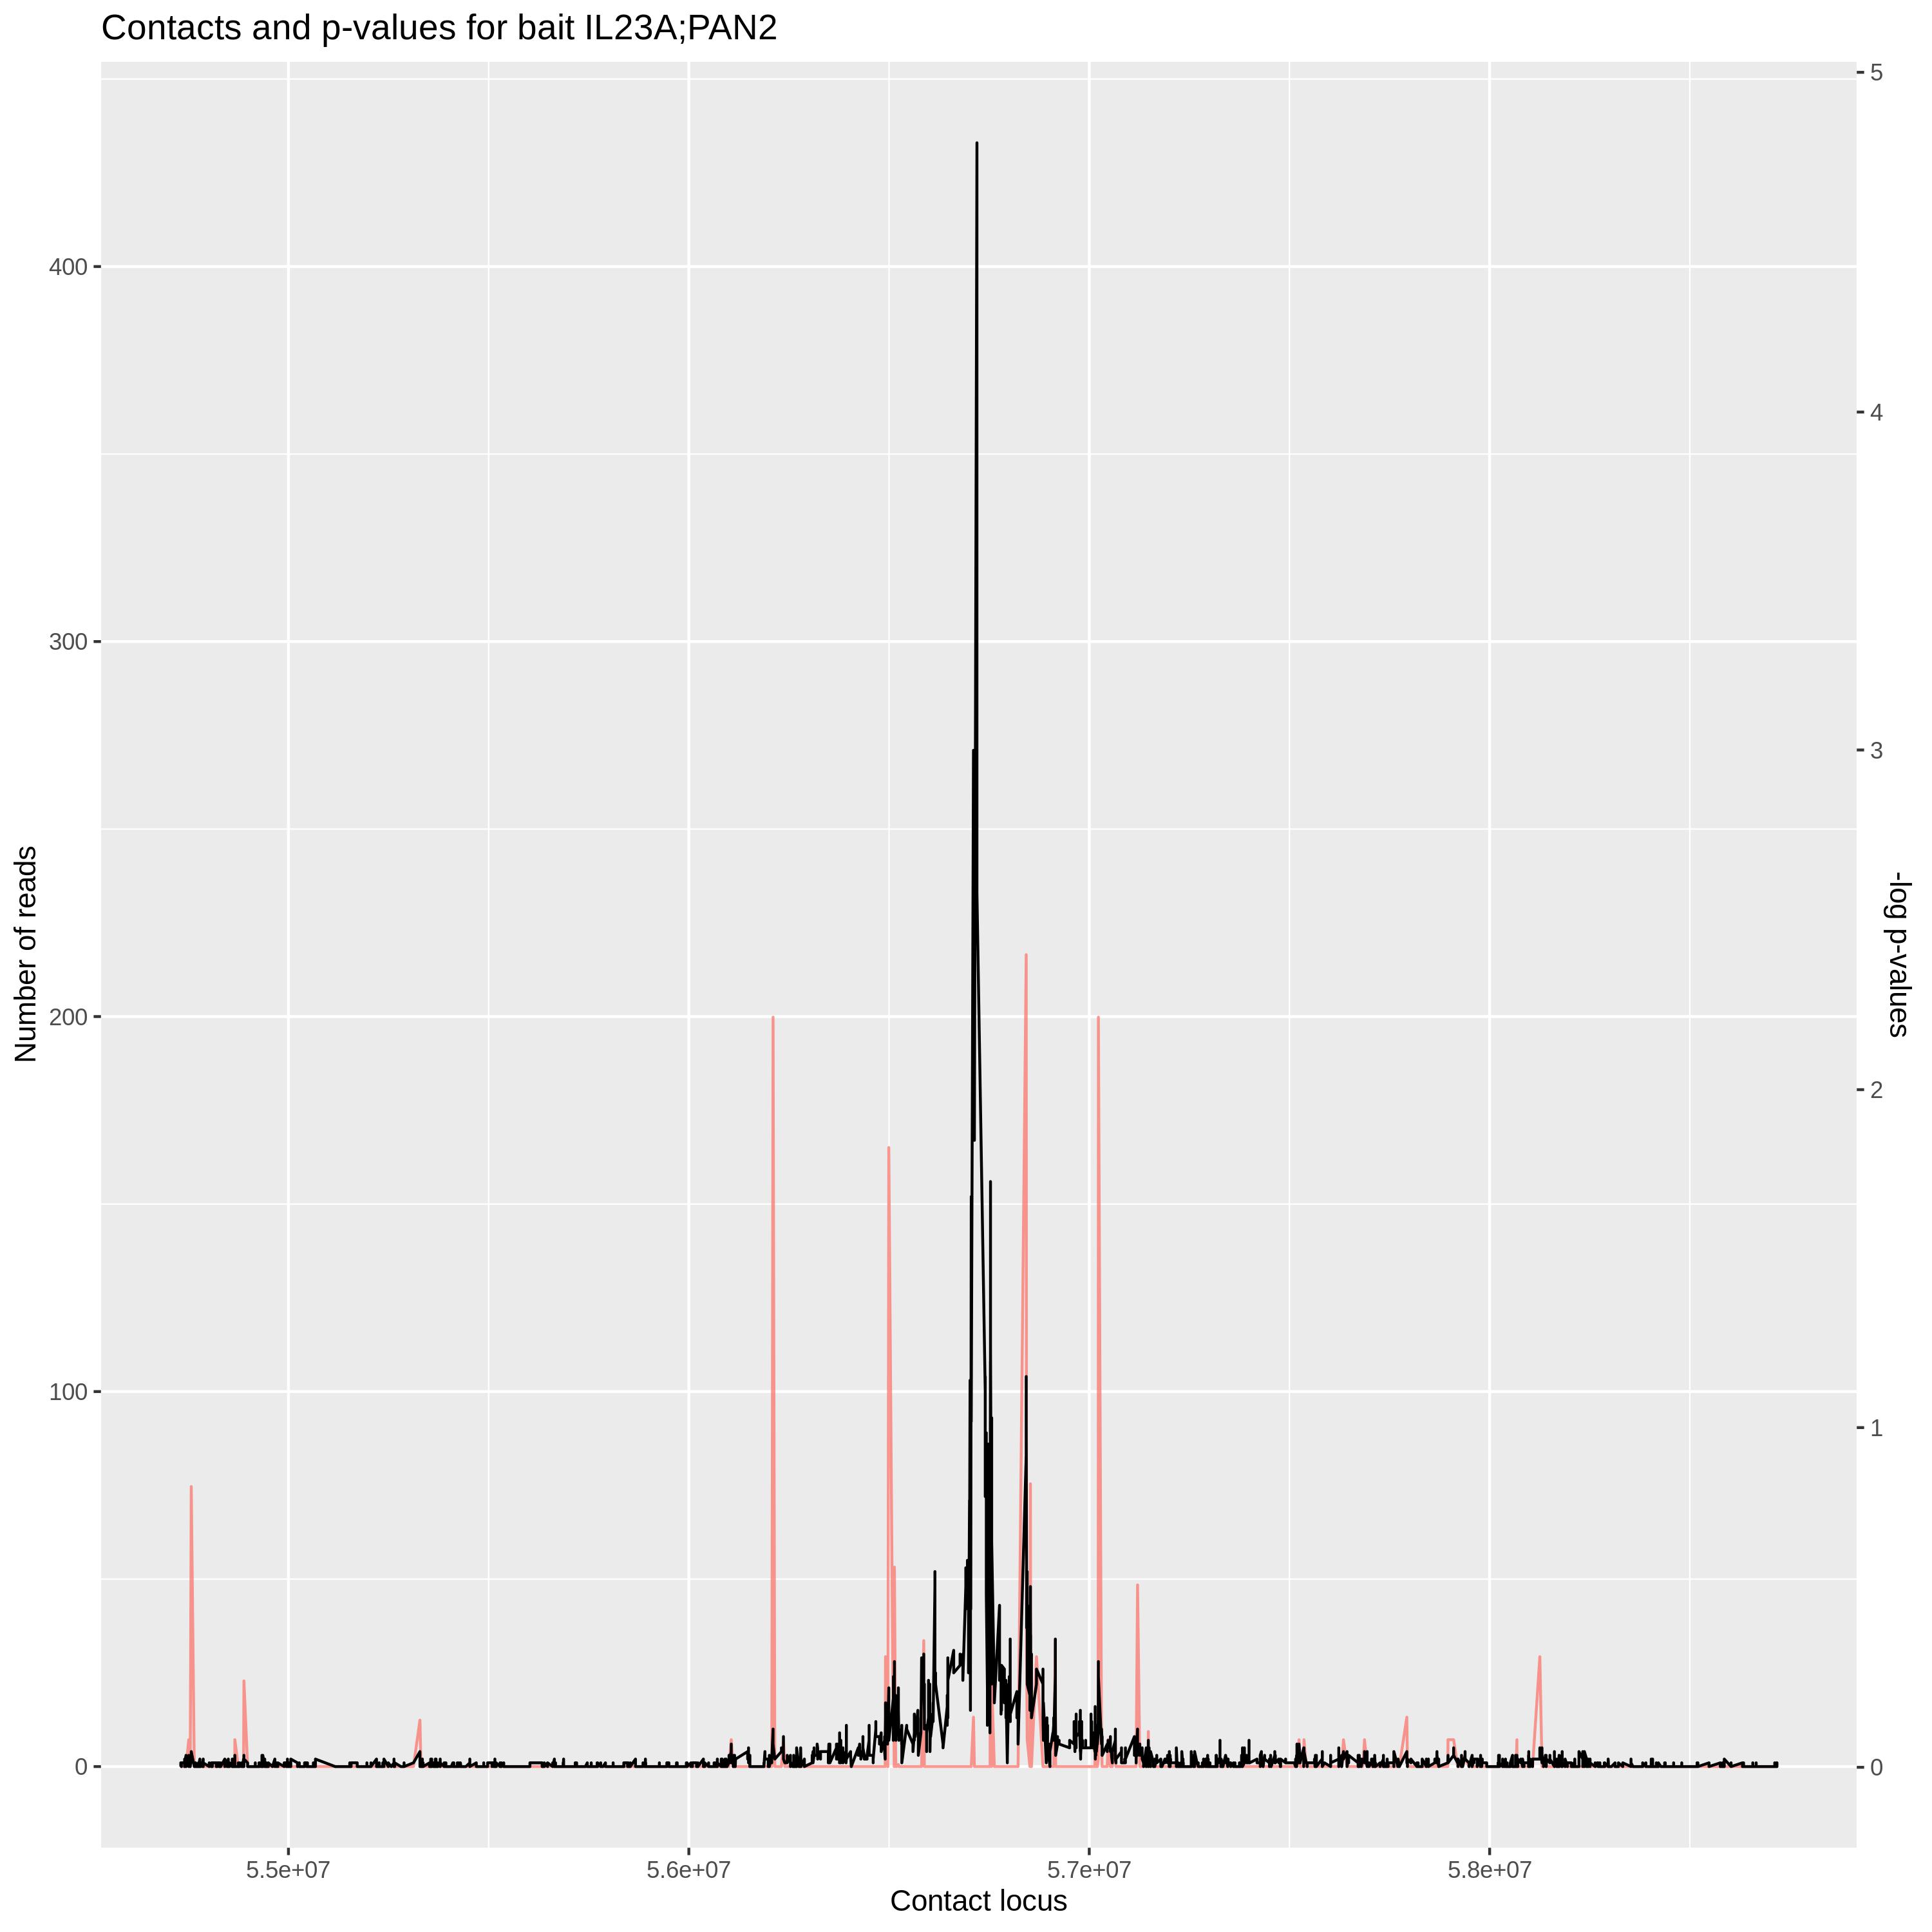 Contacts and p-values for bait IL23A;PAN2
Number of reads
400
300
200
100
0
5
4
3
2
1
0
-log p-values
5.5e+07
5.6e+07
5.7e+07
5.8e+07
Contact locus